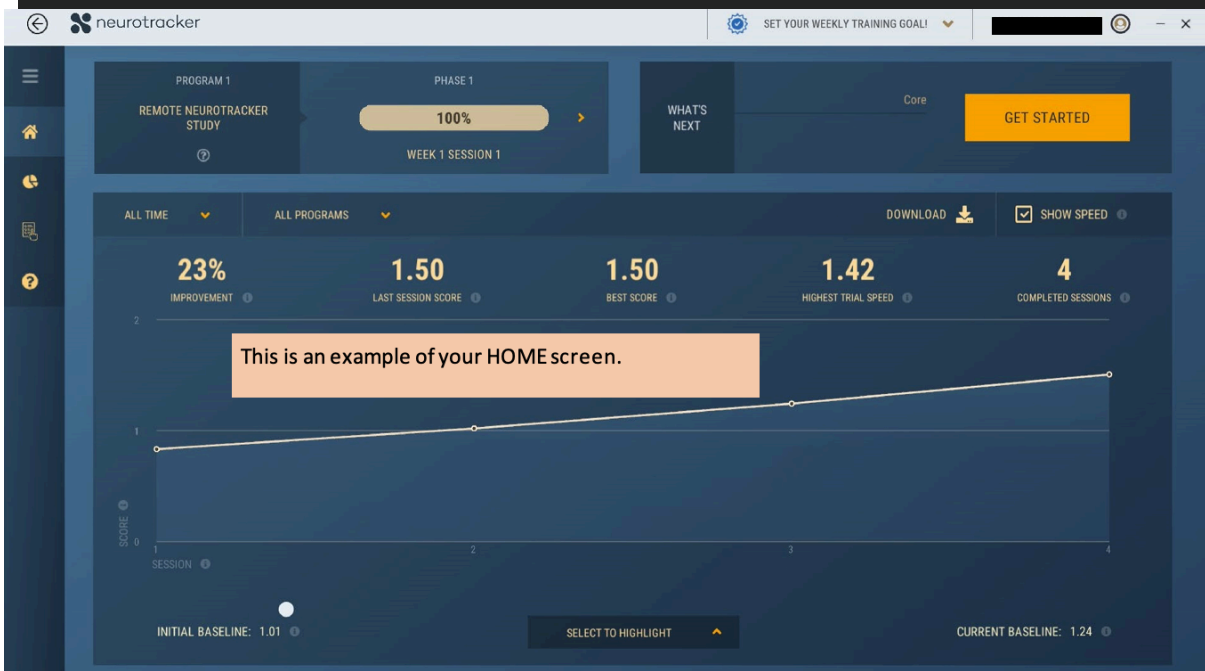 neurotracker
SET YOUR WEEKLY TRAINING GOAL!
PROGRAM 1
REMOTE NEUROTRACKER
STUDY
PHASE 1
100%
WEEK 1 SESSION 1
WHAT'S
NEXT
Core
GET STARTED
ALL TIME
ALL PROGRAMS
DOWNLOAD
SHOW SPEED
23%
IMPROVEMENT
1.50
LAST SESSION SCORE
1.50
BEST SCORE
1.42
HIGHEST TRIAL SPEED
4
COMPLETED SESSIONS
This is an example of your HOME screen.
2
1
0
SCORE
1
2
3
4
SESSION
INITIAL BASELINE: 1.01
SELECT TO HIGHLIGHT
CURRENT BASELINE: 1.24